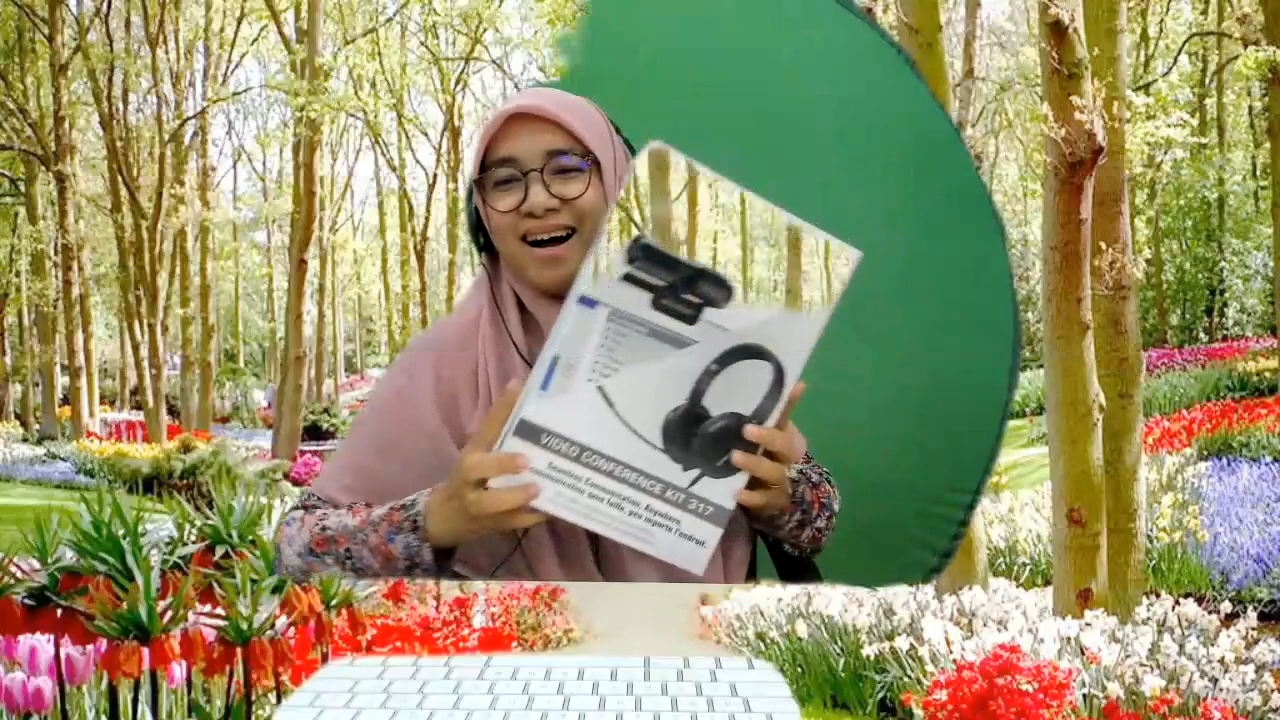 VIDEO CONFERENCE KIT 317
Seamless Communication, Anywhere.
Communication sans faille, peu importe l'endroit.